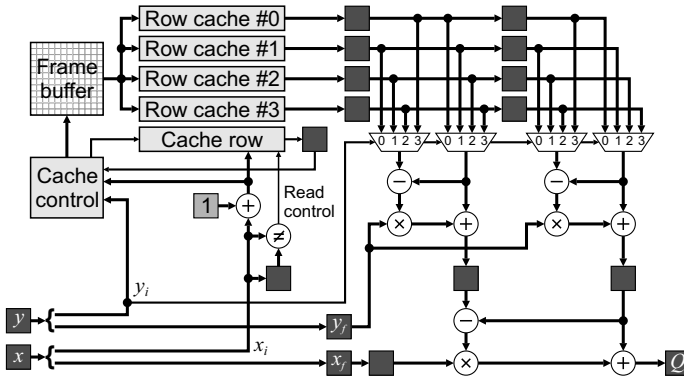 Row cache #0
Row cache #1
Row cache #2
Row cache #3
Frame
buffer
Cache row
0 1 2 3
0 1 2 3
0 1 2 3
0 1 2 3
Cache
control
Read
control
1
+
≠
−
−
×
+
×
+
y_i
y
{
y_f
−
x_i
x
{
x_f
×
+
Q